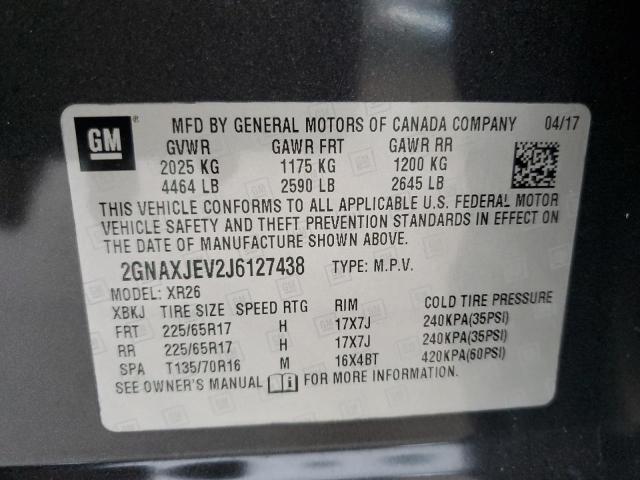 GM
MFD BY GENERAL MOTORS OF CANADA COMPANY 04/17
GVWR GAWR FRT GAWR RR
2025 KG 1175 KG 1200 KG
4464 LB 2590 LB 2645 LB
THIS VEHICLE CONFORMS TO ALL APPLICABLE U.S. FEDERAL MOTOR
VEHICLE SAFETY AND THEFT PREVENTION STANDARDS IN EFFECT ON
THE DATE OF MANUFACTURE SHOWN ABOVE.
2GNAXJEV2J6127438 TYPE: M.P.V.
MODEL: XR26
XBKJ TIRE SIZE SPEED RTG RIM COLD TIRE PRESSURE
FRT 225/65R17 H 17X7J 240KPA(35PSI)
RR 225/65R17 H 17X7J 240KPA(35PSI)
SPA T135/70R16 M 16X4BT 420KPA(60PSI)
SEE OWNER'S MANUAL FOR MORE INFORMATION.